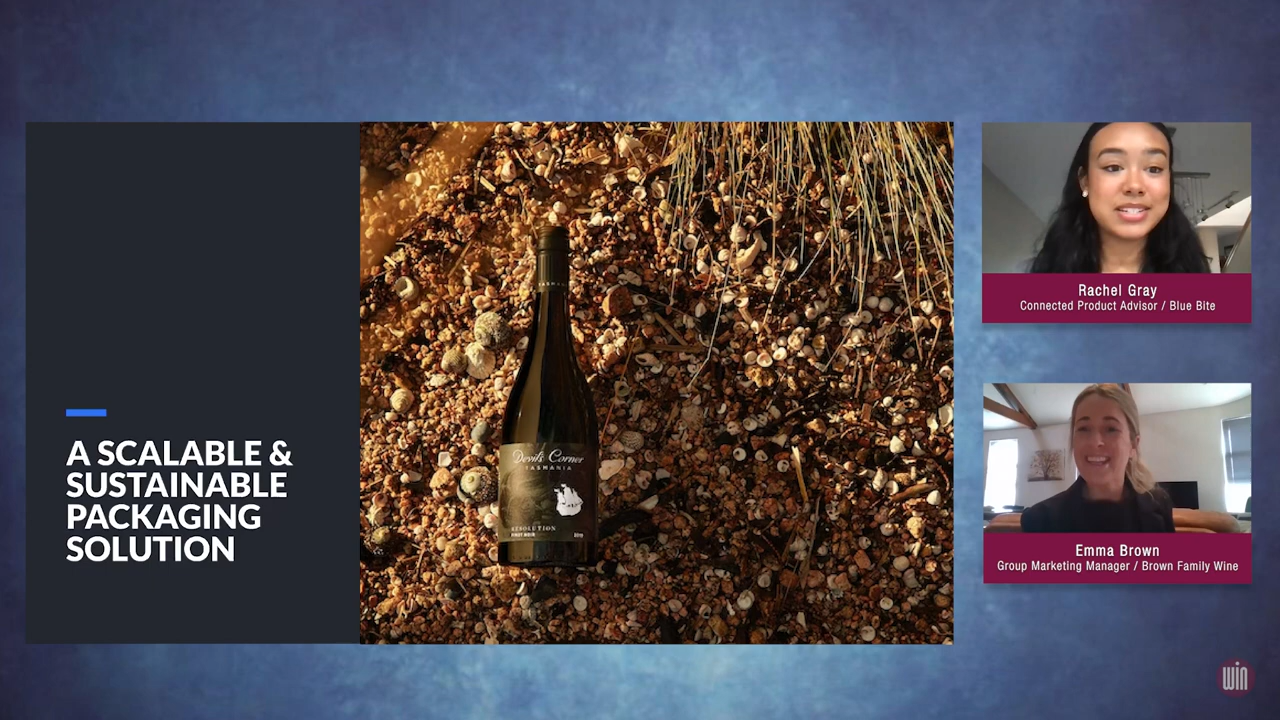 A SCALABLE &
SUSTAINABLE
PACKAGING
SOLUTION
Devil's Corner
TASMANIA
RESOLUTION
PINOT NOIR 2019
Rachel Gray
Connected Product Advisor / Blue Bite
Emma Brown
Group Marketing Manager / Brown Family Wine
win